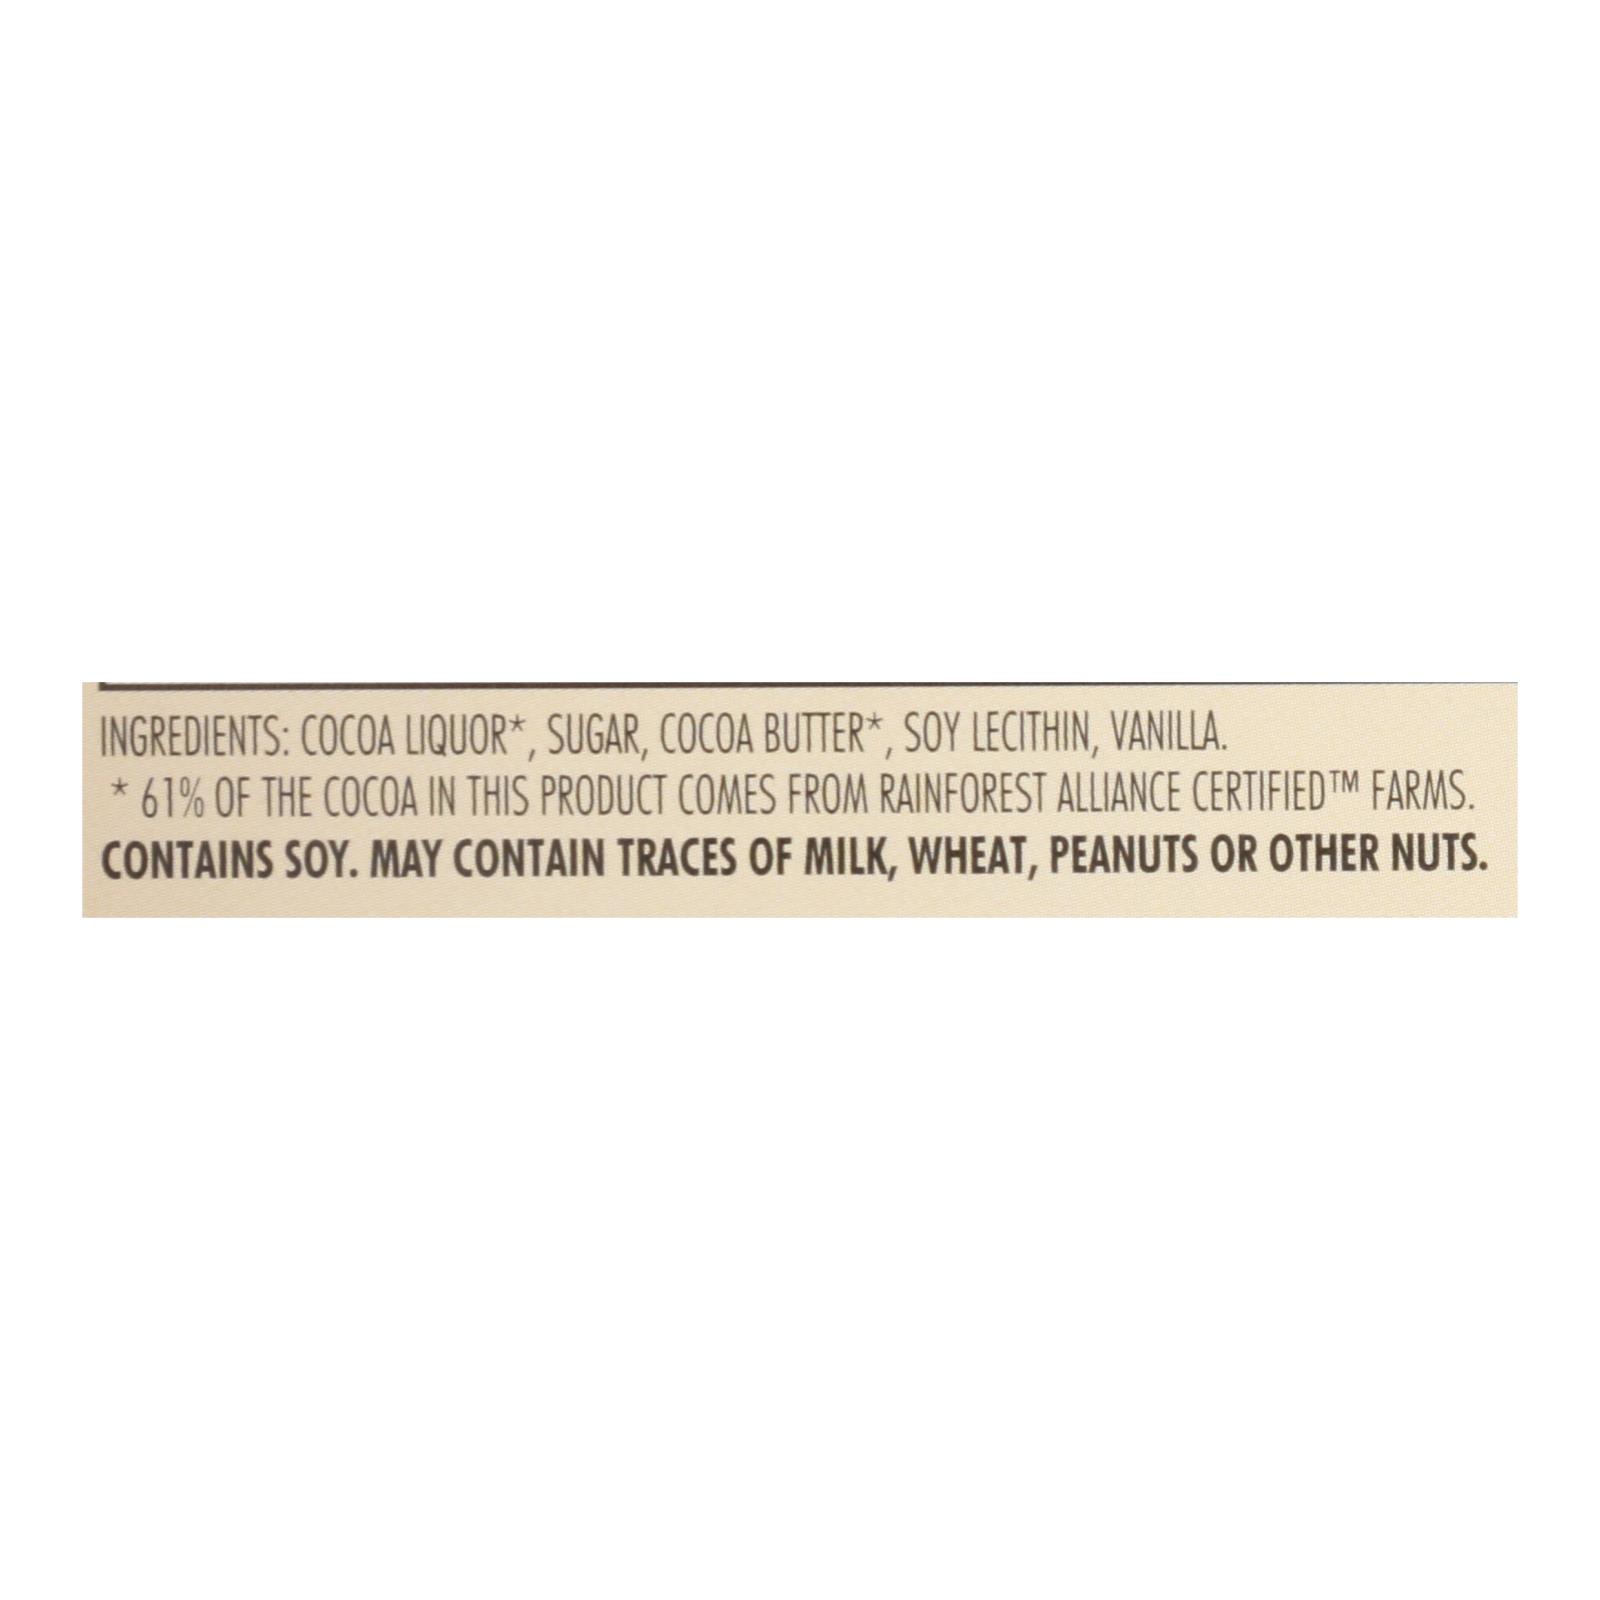 INGREDIENTS: COCOA LIQUOR*, SUGAR, COCOA BUTTER*, SOY LECITHIN, VANILLA.
* 61% OF THE COCOA IN THIS PRODUCT COMES FROM RAINFOREST ALLIANCE CERTIFIED™ FARMS.
CONTAINS SOY. MAY CONTAIN TRACES OF MILK, WHEAT, PEANUTS OR OTHER NUTS.